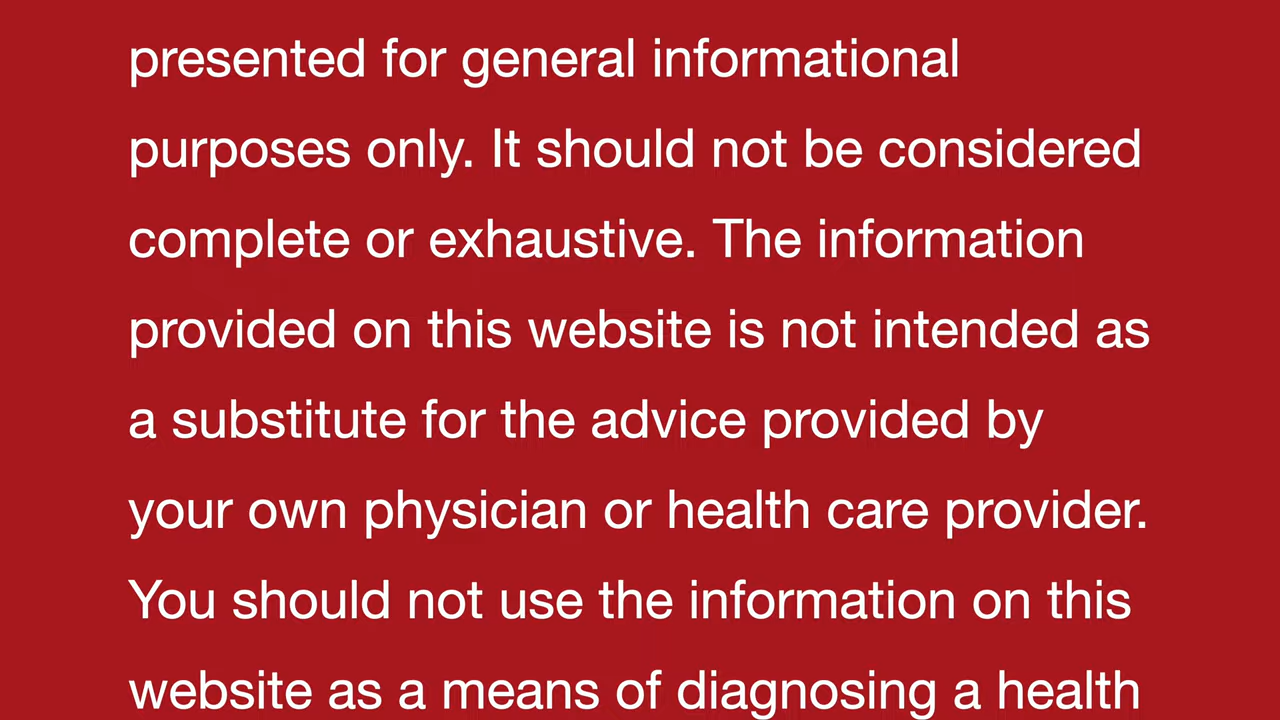 presented for general informational
purposes only. It should not be considered
complete or exhaustive. The information
provided on this website is not intended as
a substitute for the advice provided by
your own physician or health care provider.
You should not use the information on this
website as a means of diagnosing a health